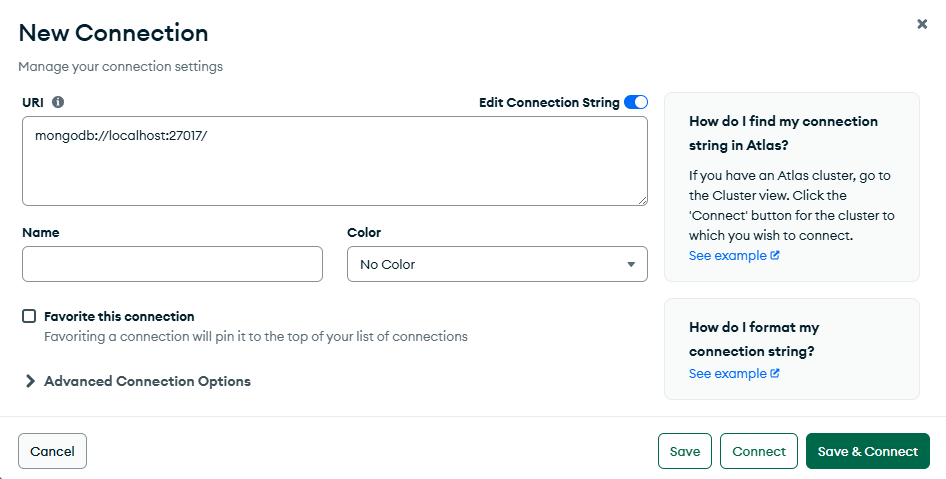 New Connection
Manage your connection settings
URI
Edit Connection String
mongodb://localhost:27017/
Name
Color
No Color
Favorite this connection
Favoriting a connection will pin it to the top of your list of connections
Advanced Connection Options
How do I find my connection
string in Atlas?
If you have an Atlas cluster, go to
the Cluster view. Click the
'Connect' button for the cluster to
which you wish to connect.
See example
How do I format my
connection string?
See example
Cancel
Save
Connect
Save & Connect